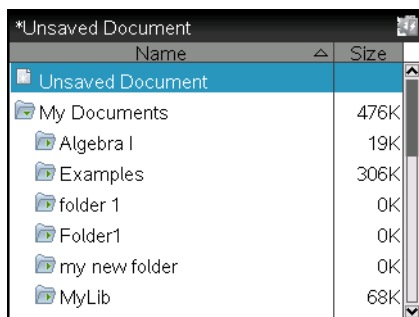 *Unsaved Document
Name Size
Unsaved Document
My Documents 476K
Algebra I 19K
Examples 306K
folder 1 0K
Folder1 0K
my new folder 0K
MyLib 68K